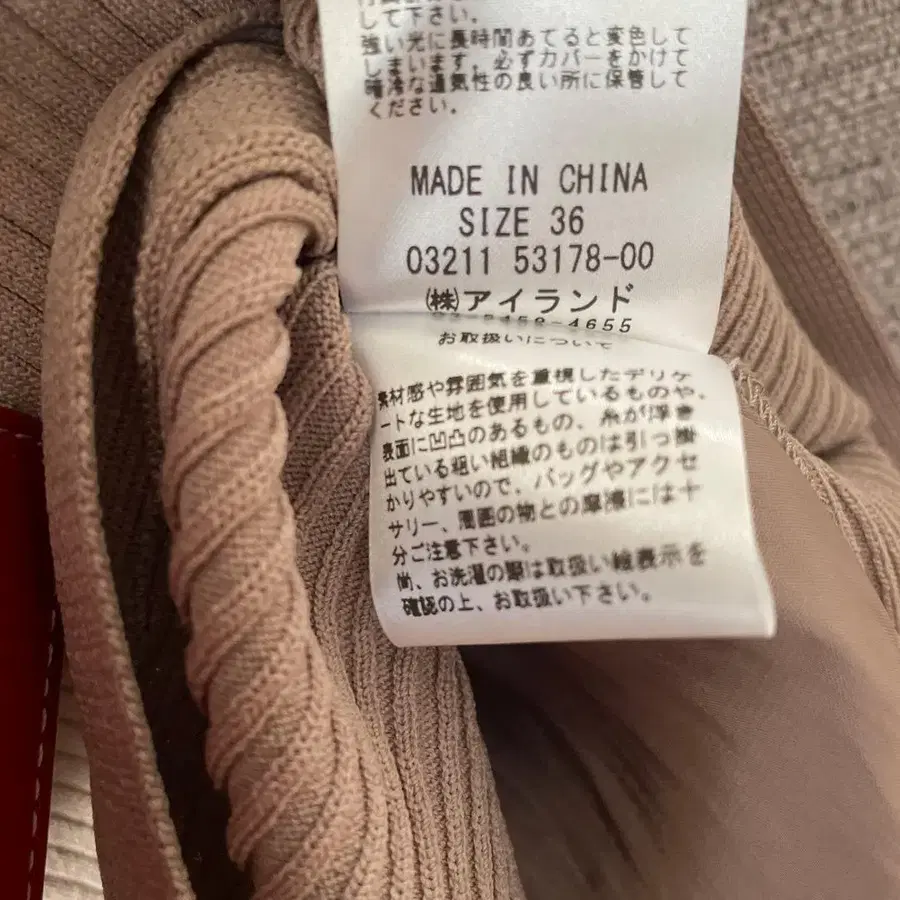 して下さい。
強い光に長時間あてると変色して
しまいます。必ずカバーをかけて
暗冷な通気性の良い所に保管して
ください。
MADE IN CHINA
SIZE 36
03211 53178-00
㈱アイランド
-4655
お取扱いについて
素材感や雰囲気を重視したデリケ
ートな生地を使用しているものや、
表面に凹凸のあるもの、糸が浮き
出ている粗い組織のものは引っ掛
かりやすいので、バッグやアクセ
サリー、周囲の物との摩擦には十
分ご注意下さい。
尚、お洗濯の際は取扱い絵表示を
確認の上、お取扱い下さい。